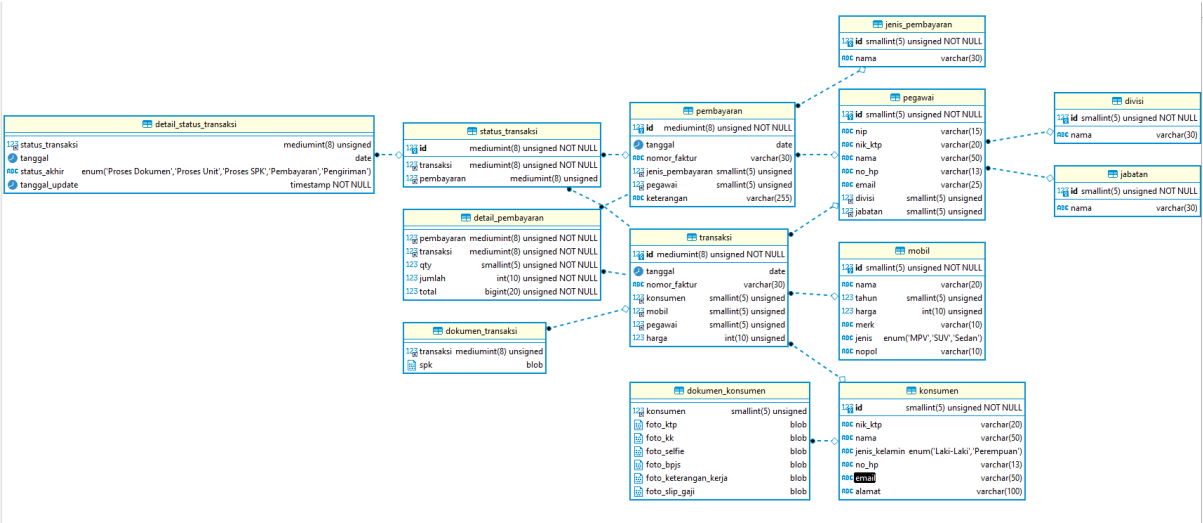 jenis_pembayaran
id smallint(5) unsigned NOT NULL
nama varchar(30)
pegawai
id smallint(5) unsigned NOT NULL
nip varchar(15)
nik_ktp varchar(20)
nama varchar(50)
no_hp varchar(13)
email varchar(25)
divisi smallint(5) unsigned
jabatan smallint(5) unsigned
divisi
id smallint(5) unsigned NOT NULL
nama varchar(30)
jabatan
id smallint(5) unsigned NOT NULL
nama varchar(30)
pembayaran
id mediumint(8) unsigned NOT NULL
tanggal date
nomor_faktur varchar(30)
jenis_pembayaran smallint(5) unsigned
pegawai smallint(5) unsigned
keterangan varchar(255)
detail_status_transaksi
status_transaksi mediumint(8) unsigned
tanggal date
status_akhir enum('Proses Dokumen','Proses Unit','Proses SPK','Pembayaran','Pengiriman')
tanggal_update timestamp NOT NULL
status_transaksi
id mediumint(8) unsigned NOT NULL
transaksi mediumint(8) unsigned NOT NULL
pembayaran mediumint(8) unsigned
detail_pembayaran
pembayaran mediumint(8) unsigned NOT NULL
transaksi mediumint(8) unsigned NOT NULL
qty smallint(5) unsigned NOT NULL
jumlah int(10) unsigned NOT NULL
total bigint(20) unsigned NOT NULL
transaksi
id mediumint(8) unsigned NOT NULL
tanggal date
nomor_faktur varchar(30)
konsumen smallint(5) unsigned
mobil smallint(5) unsigned
pegawai smallint(5) unsigned
harga int(10) unsigned
mobil
id smallint(5) unsigned NOT NULL
nama varchar(20)
tahun smallint(5) unsigned
harga int(10) unsigned
merk varchar(10)
jenis enum('MPV','SUV','Sedan')
nopol varchar(10)
dokumen_transaksi
transaksi mediumint(8) unsigned
spk blob
dokumen_konsumen
konsumen smallint(5) unsigned
foto_ktp blob
foto_kk blob
foto_selfie blob
foto_bpjs blob
foto_keterangan_kerja blob
foto_slip_gaji blob
konsumen
id smallint(5) unsigned NOT NULL
nik_ktp varchar(20)
nama varchar(50)
jenis_kelamin enum('Laki-Laki','Perempuan')
no_hp varchar(13)
email varchar(50)
alamat varchar(100)